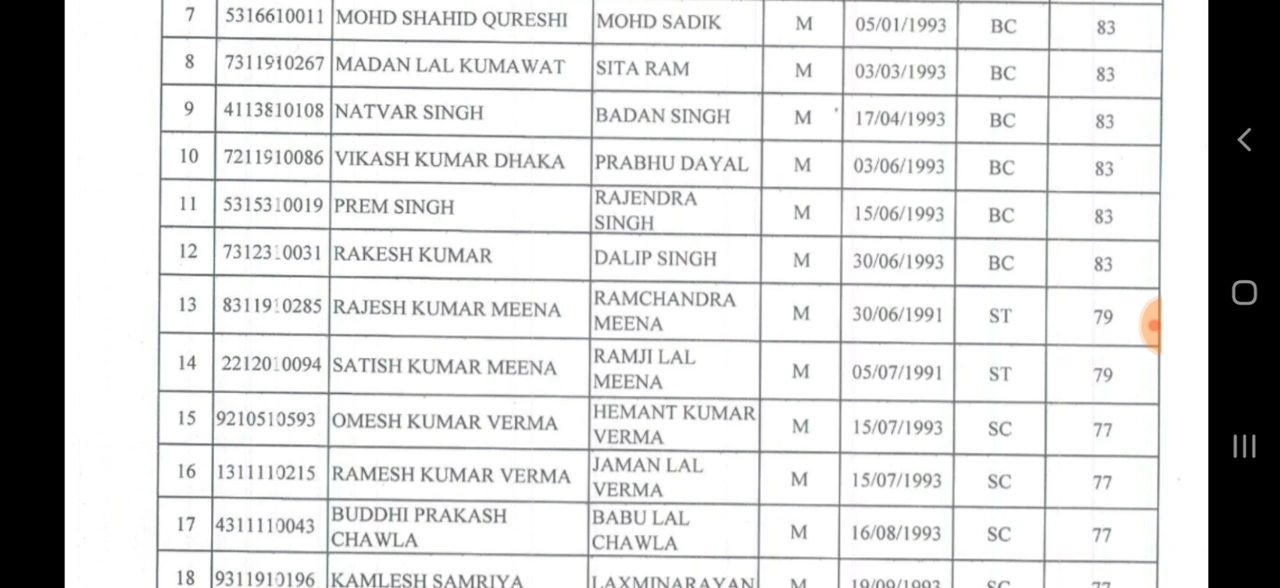 7 5316610011 MOHD SHAHID QURESHI MOHD SADIK M 05/01/1993 BC 83
8 7311910267 MADAN LAL KUMAWAT SITA RAM M 03/03/1993 BC 83
9 4113810108 NATVAR SINGH BADAN SINGH M 17/04/1993 BC 83
10 7211910086 VIKASH KUMAR DHAKA PRABHU DAYAL M 03/06/1993 BC 83
11 5315310019 PREM SINGH RAJENDRA SINGH M 15/06/1993 BC 83
12 7312310031 RAKESH KUMAR DALIP SINGH M 30/06/1993 BC 83
13 8311910285 RAJESH KUMAR MEENA RAMCHANDRA MEENA M 30/06/1991 ST 79
14 2212010094 SATISH KUMAR MEENA RAMJI LAL MEENA M 05/07/1991 ST 79
15 9210510593 OMESH KUMAR VERMA HEMANT KUMAR VERMA M 15/07/1993 SC 77
16 1311110215 RAMESH KUMAR VERMA JAMAN LAL VERMA M 15/07/1993 SC 77
17 4311110043 BUDDHI PRAKASH CHAWLA BABU LAL CHAWLA M 16/08/1993 SC 77
18 9311910196 KAMLESH SAMRIYA LAXMINARAYAN M 19/09/1993 SC 77